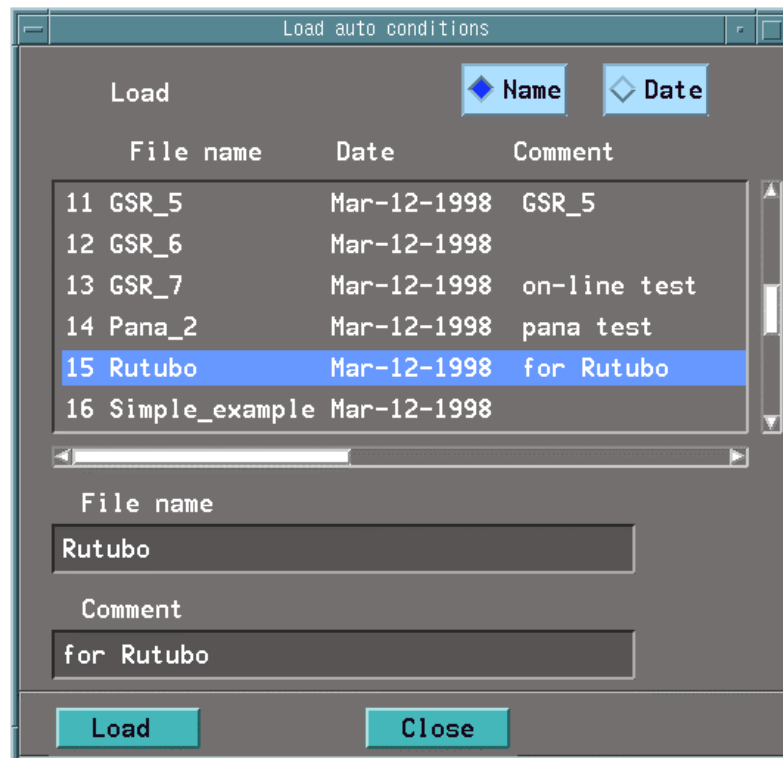 Load auto conditions
Load Name Date
File name Date Comment
11 GSR_5 Mar-12-1998 GSR_5
12 GSR_6 Mar-12-1998
13 GSR_7 Mar-12-1998 on-line test
14 Pana_2 Mar-12-1998 pana test
15 Rutubo Mar-12-1998 for Rutubo
16 Simple_example Mar-12-1998
File name
Rutubo
Comment
for Rutubo
Load Close